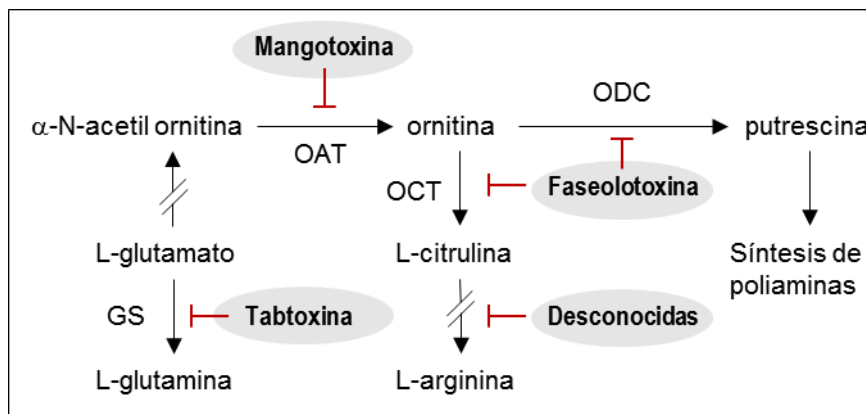 Mangotoxina
ODC
α-N-acetil ornitina
ornitina
putrescina
OAT
OCT
Faseolotoxina
L-glutamato
L-citrulina
Síntesis de
poliaminas
GS
Tabtoxina
Desconocidas
L-glutamina
L-arginina